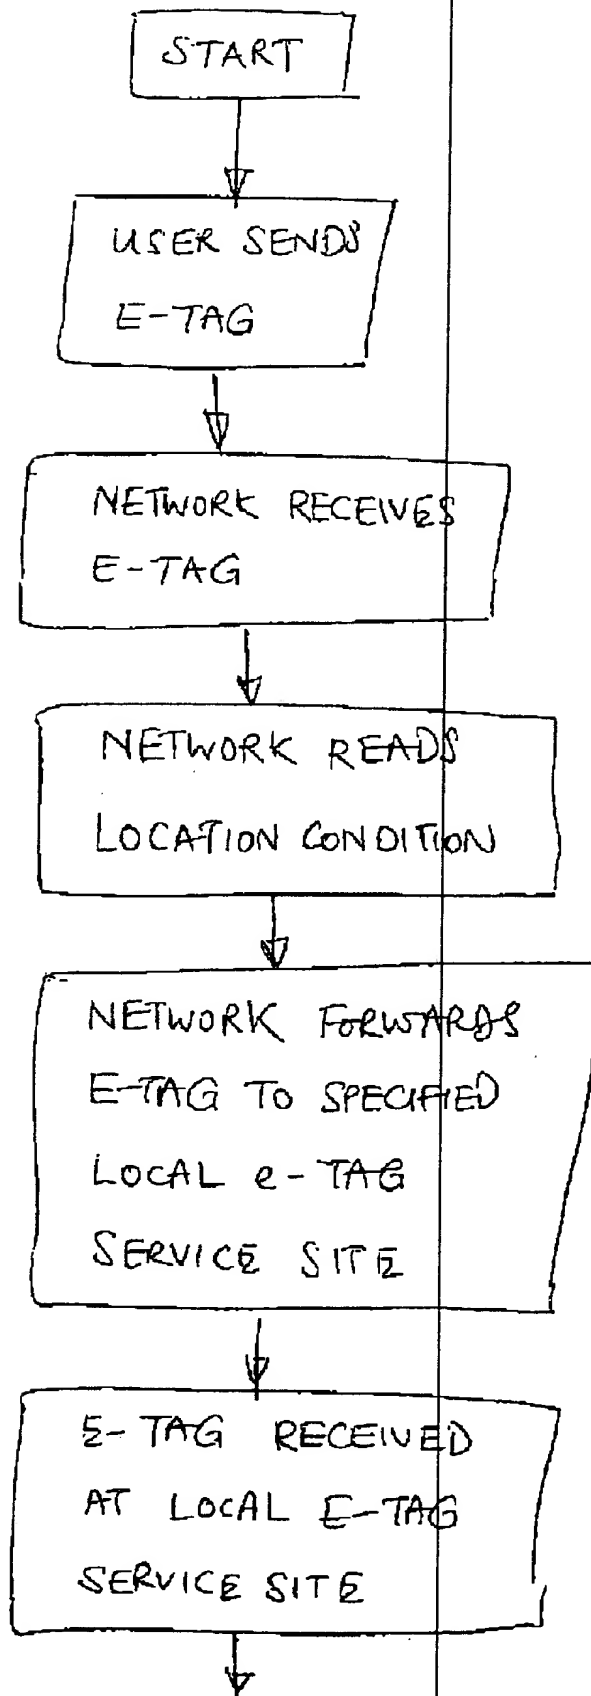 START
USER SENDS
E-TAG
NETWORK RECEIVES
E-TAG
NETWORK READS
LOCATION CONDITION
NETWORK FORWARDS
E-TAG TO SPECIFIED
LOCAL e-TAG
SERVICE SITE
E-TAG RECEIVED
AT LOCAL E-TAG
SERVICE SITE